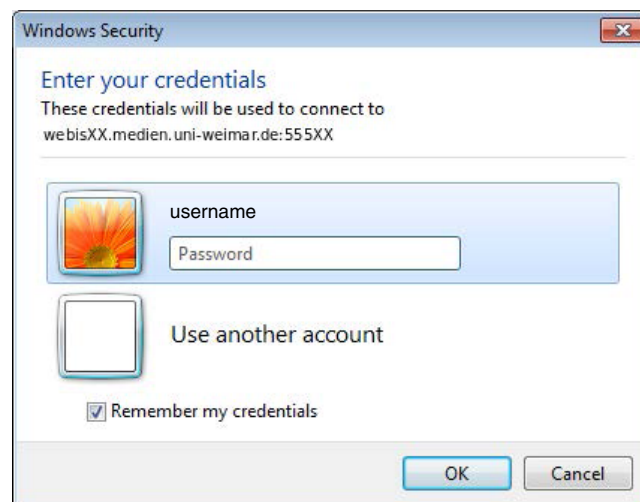 Windows Security
Enter your credentials
These credentials will be used to connect to
webisXX.medien.uni-weimar.de:555XX
username
Password
Use another account
Remember my credentials
OK Cancel